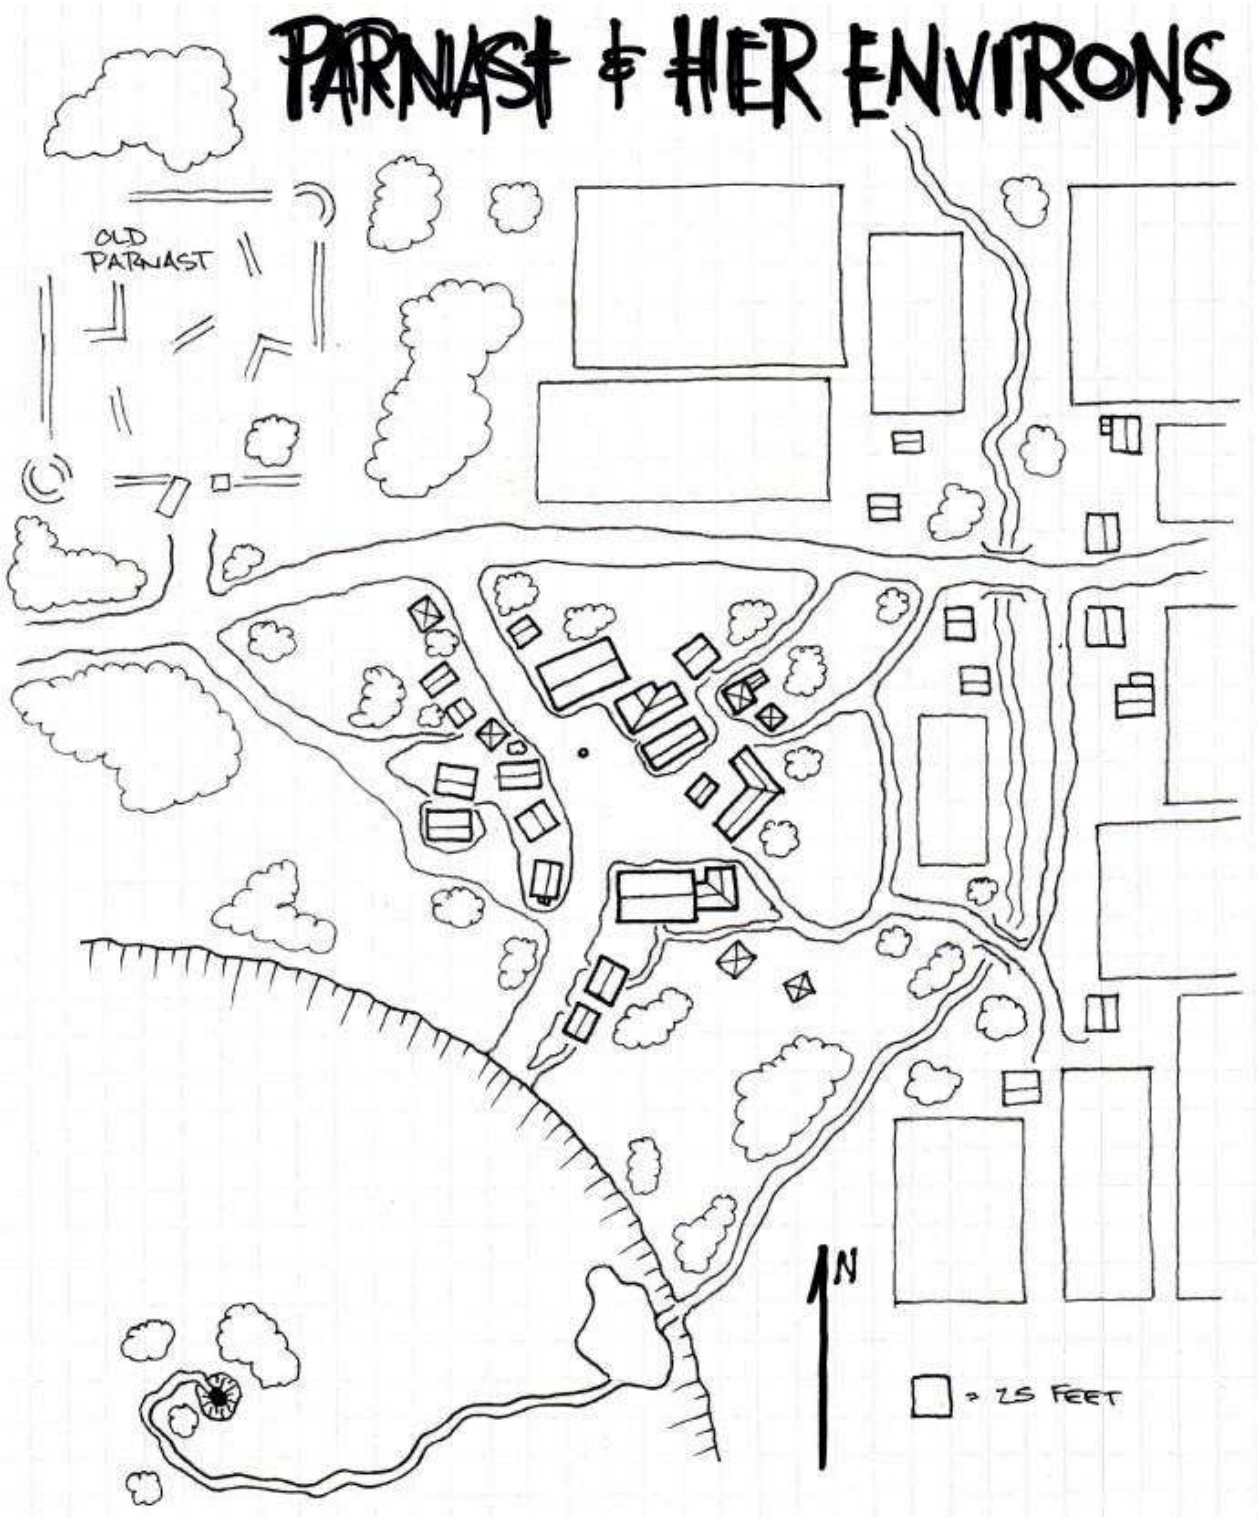 PARNAST & HER ENVIRONS
OLD
PARNAST
N
= 25 FEET